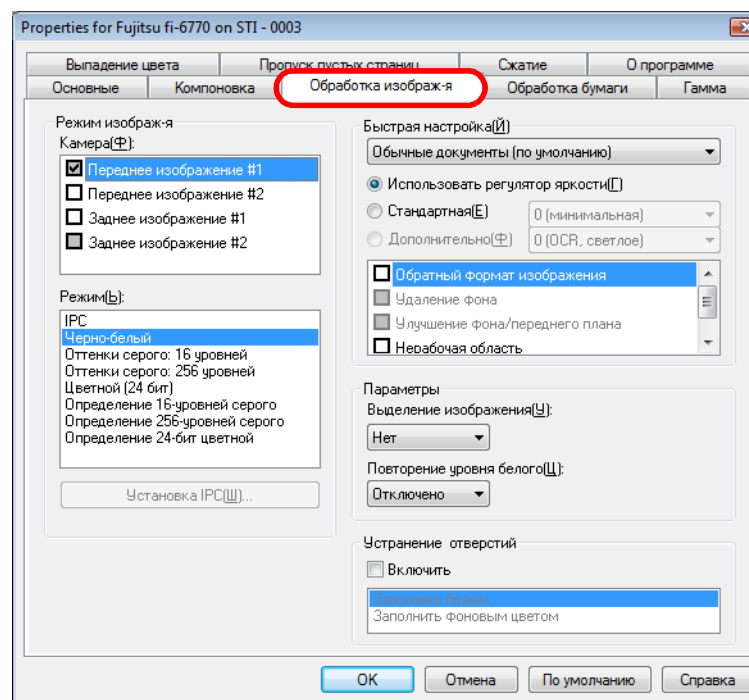 Properties for Fujitsu fi-6770 on STI - 0003
Выпадение цвета
Пропуск пустых страниц
Сжатие
О программе
Основные
Компоновка
Обработка изображ-я
Обработка бумаги
Гамма
Режим изображ-я
Камера(Ф):
Переднее изображение #1
Переднее изображение #2
Заднее изображение #1
Заднее изображение #2
Режим(Ь):
IPC
Черно-белый
Оттенки серого: 16 уровней
Оттенки серого: 256 уровней
Цветной (24 бит)
Определение 16-уровней серого
Определение 256-уровней серого
Определение 24-бит цветной
Установка IPC(Ш)...
Быстрая настройка(Й)
Обычные документы (по умолчанию)
Использовать регулятор яркости(Г)
Стандартная(Е)
0 (минимальная)
Дополнительно(Ф)
0 (OCR, светлое)
Обратный формат изображения
Удаление фона
Улучшение фона/переднего плана
Нерабочая область
Параметры
Выделение изображения(У):
Нет
Повторение уровня белого(Ц):
Отключено
Устранение отверстий
Включить
Заполнить белым
Заполнить фоновым цветом
OK
Отмена
По умолчанию
Справка